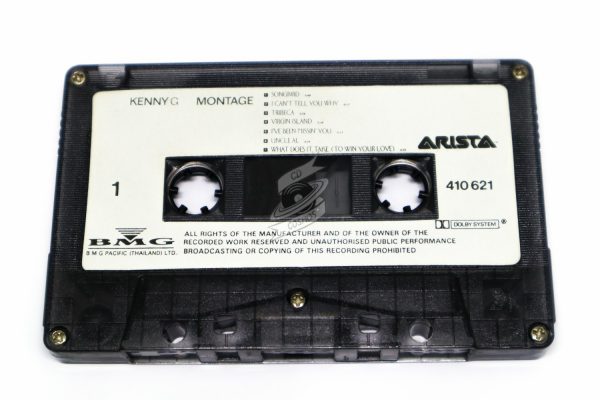 KENNY G MONTAGE
SONGBIRD
I CAN'T TELL YOU WHY
TRIBECA
VIRGIN ISLAND
I'VE BEEN MISSIN' YOU
UNCLE AL
WHAT DOES IT TAKE (TO WIN YOUR LOVE)
ARISTA
1
410 621
CD
COSMOS
DOLBY SYSTEM ®
BMG
B M G PACIFIC (THAILAND) LTD.
ALL RIGHTS OF THE MANUFACTURER AND OF THE OWNER OF THE
RECORDED WORK RESERVED AND UNAUTHORISED PUBLIC PERFORMANCE
BROADCASTING OR COPYING OF THIS RECORDING PROHIBITED